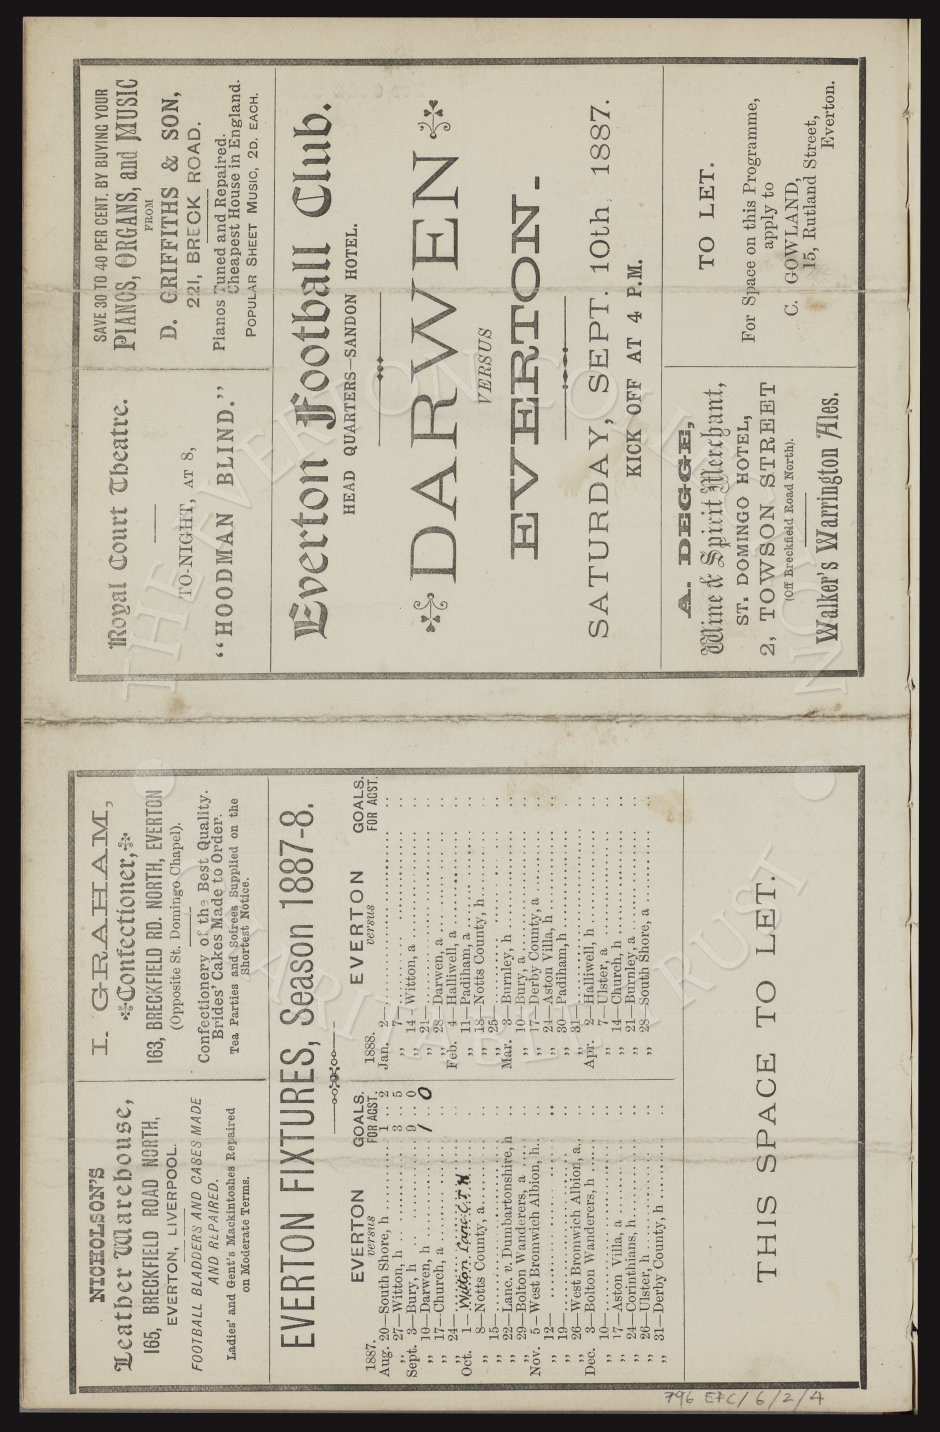 Royal Court Theatre.
TO-NIGHT, AT 8,
“HOODMAN BLIND.”
SAVE 30 TO 40 PER CENT. BY BUYING YOUR
PIANOS, ORGANS, and MUSIC
FROM
D. GRIFFITHS & SON,
221, BRECK ROAD.
Pianos Tuned and Repaired.
Cheapest House in England.
POPULAR SHEET MUSIC, 2D. EACH.
Everton Football Club.
HEAD QUARTERS—SANDON HOTEL.
DARWEN
VERSUS
EVERTON.
SATURDAY, SEPT. 10th, 1887.
KICK OFF AT 4 P.M.
A. DEGGE,
Wine & Spirit Merchant,
ST. DOMINGO HOTEL,
2, TOWSON STREET
(Off Breckfield Road North).
Walker's Warrington Ales.
TO LET.
For Space on this Programme,
apply to
C. GOWLAND,
15, Rutland Street,
Everton.
NICHOLSON'S
Leather Warehouse,
165, BRECKFIELD ROAD NORTH,
EVERTON, LIVERPOOL.
FOOTBALL BLADDERS AND CASES MADE
AND REPAIRED.
Ladies' and Gent's Mackintoshes Repaired
on Moderate Terms.
I. GRAHAM,
Confectioner,
163, BRECKFIELD RD. NORTH, EVERTON
(Opposite St. Domingo Chapel).
Confectionery of the Best Quality.
Brides' Cakes Made to Order.
Tea Parties and Soirees Supplied on the
Shortest Notice.
EVERTON FIXTURES, Season 1887-8.
EVERTON GOALS.
1887. versus FOR AGST.
Aug. 20—South Shore, h 1 .. 2
„ 27—Witton, h 3 .. 5
Sept. 3—Bury, h 9 .. 0
„ 10—Darwen, h 1 0
„ 17—Church, a
„ 24—
Oct. 1—Witton Lanc. C.T. H
„ 8—Notts County, a
„ 15—
„ 22—Lanc. v. Dumbartonshire, h
„ 29—Bolton Wanderers, a
Nov. 5—West Bromwich Albion, h
„ 12—
„ 19—
„ 26—West Bromwich Albion, a
Dec. 3—Bolton Wanderers, h
„ 10—
„ 17—Aston Villa, a
„ 24—Corinthians, h
„ 26—Ulster, h
„ 31—Derby County, h
EVERTON GOALS.
1888. versus FOR AGST.
Jan. 2—
„ 7—
„ 14—Witton, a
„ 21—
„ 28—Darwen, a
Feb. 4—Halliwell, a
„ 11—Padiham, a
„ 18—Notts County, h
„ 25—
Mar. 3—Burnley, h
„ 10—Bury, a
„ 17—Derby County, a
„ 24—Aston Villa, h
„ 30—Padiham, h
„ 31—
Apr. 2—Halliwell, h
„ 7—Ulster, a
„ 14—Church, h
„ 21—Burnley, a
„ 28—South Shore, a
THIS SPACE TO LET.
796 EFC/6/2/4